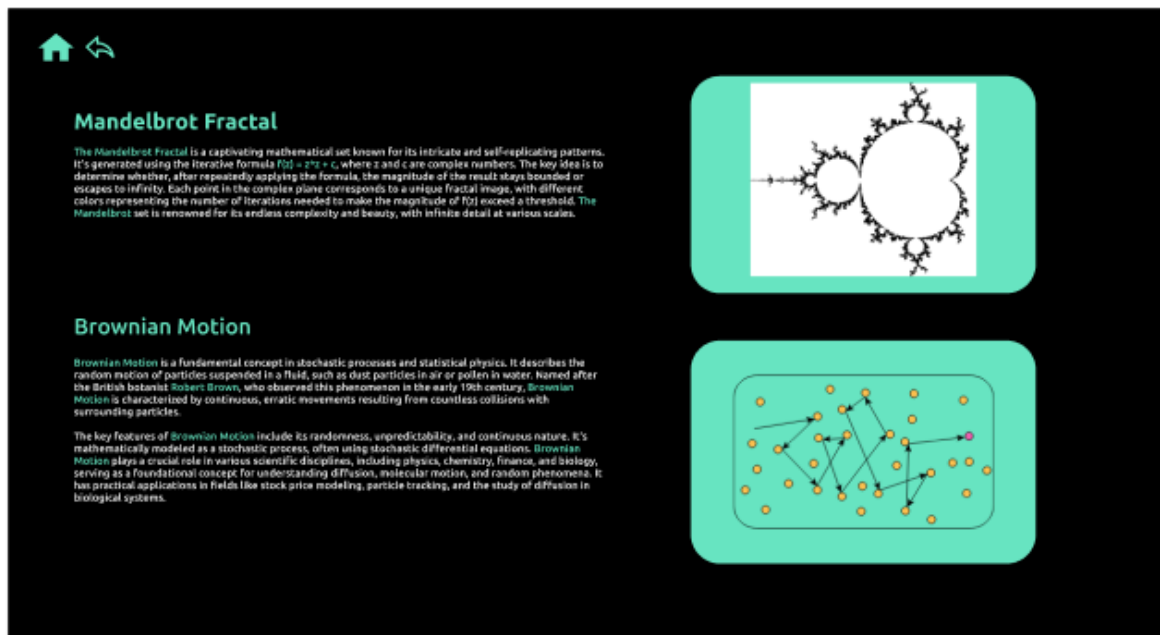 Mandelbrot Fractal
The Mandelbrot Fractal is a captivating mathematical set known for its intricate and self-replicating patterns.
It's generated using the iterative formula f(z) = z*z + c, where z and c are complex numbers. The key idea is to
determine whether, after repeatedly applying the formula, the magnitude of the result stays bounded or
escapes to infinity. Each point in the complex plane corresponds to a unique fractal image, with different
colors representing the number of iterations needed to make the magnitude of f(z) exceed a threshold. The
Mandelbrot set is renowned for its endless complexity and beauty, with infinite detail at various scales.
Brownian Motion
Brownian Motion is a fundamental concept in stochastic processes and statistical physics. It describes the
random motion of particles suspended in a fluid, such as dust particles in air or pollen in water. Named after
the British botanist Robert Brown, who observed this phenomenon in the early 19th century, Brownian
Motion is characterized by continuous, erratic movements resulting from countless collisions with
surrounding particles.
The key features of Brownian Motion include its randomness, unpredictability, and continuous nature. It's
mathematically modeled as a stochastic process, often using stochastic differential equations. Brownian
Motion plays a crucial role in various scientific disciplines, including physics, chemistry, finance, and biology,
serving as a foundational concept for understanding diffusion, molecular motion, and random phenomena. It
has practical applications in fields like stock price modeling, particle tracking, and the study of diffusion in
biological systems.